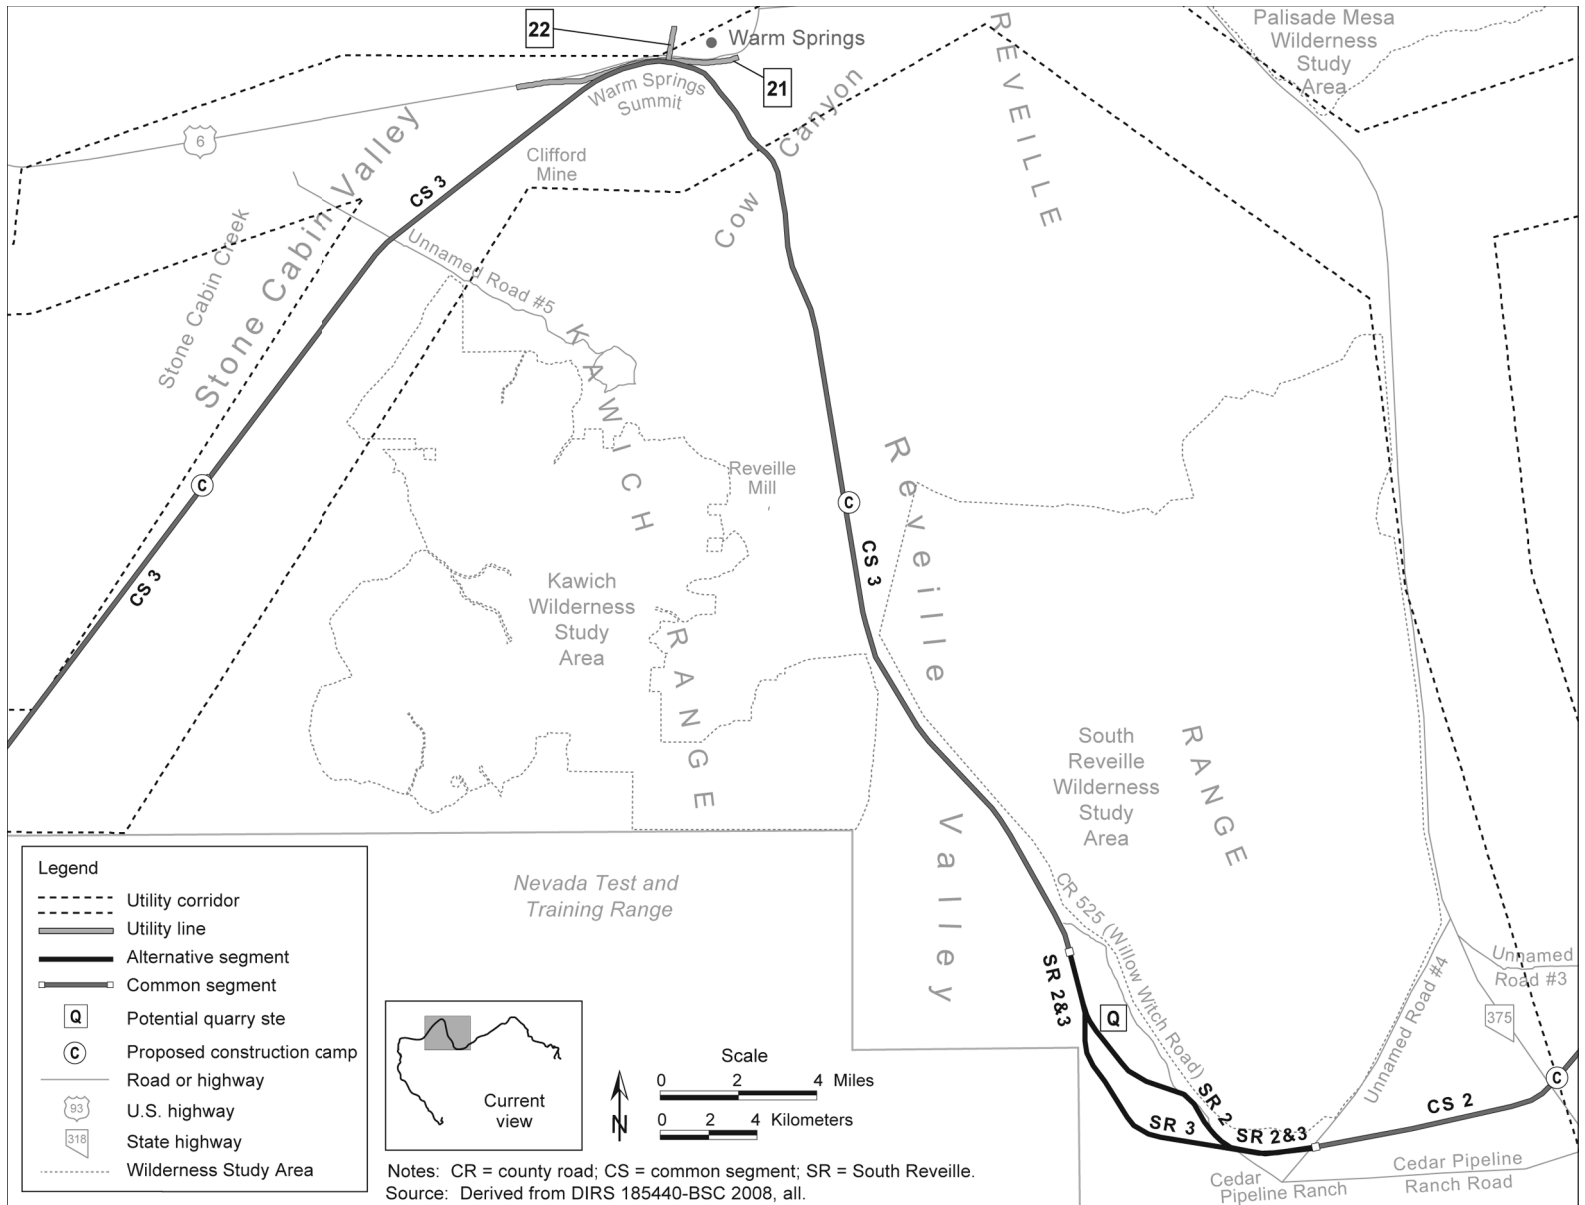 22
Warm Springs
21
Warm Springs
Summit
Palisade Mesa
Wilderness
Study
Area
REVEILLE
6
Stone Cabin Valley
Clifford
Mine
CS 3
Cow Canyon
Stone Cabin Creek
Unnamed Road #5
KAWICH
RANGE
Reveille
Mill
C
C
CS 3
CS 3
Reveille
Valley
Kawich
Wilderness
Study
Area
South
Reveille
Wilderness
Study
Area
RANGE
Nevada Test and
Training Range
CR 525 (Willow Witch Road)
SR 2&3
Q
Unnamed Road #4
Unnamed
Road #3
375
C
SR 2
SR 3
SR 2&3
CS 2
Cedar
Pipeline Ranch
Cedar Pipeline
Ranch Road
Legend
Utility corridor
Utility line
Alternative segment
Common segment
Q Potential quarry ste
C Proposed construction camp
Road or highway
93 U.S. highway
318 State highway
Wilderness Study Area
Current
view
N
Scale
0 2 4 Miles
0 2 4 Kilometers
Notes: CR = county road; CS = common segment; SR = South Reveille.
Source: Derived from DIRS 185440-BSC 2008, all.